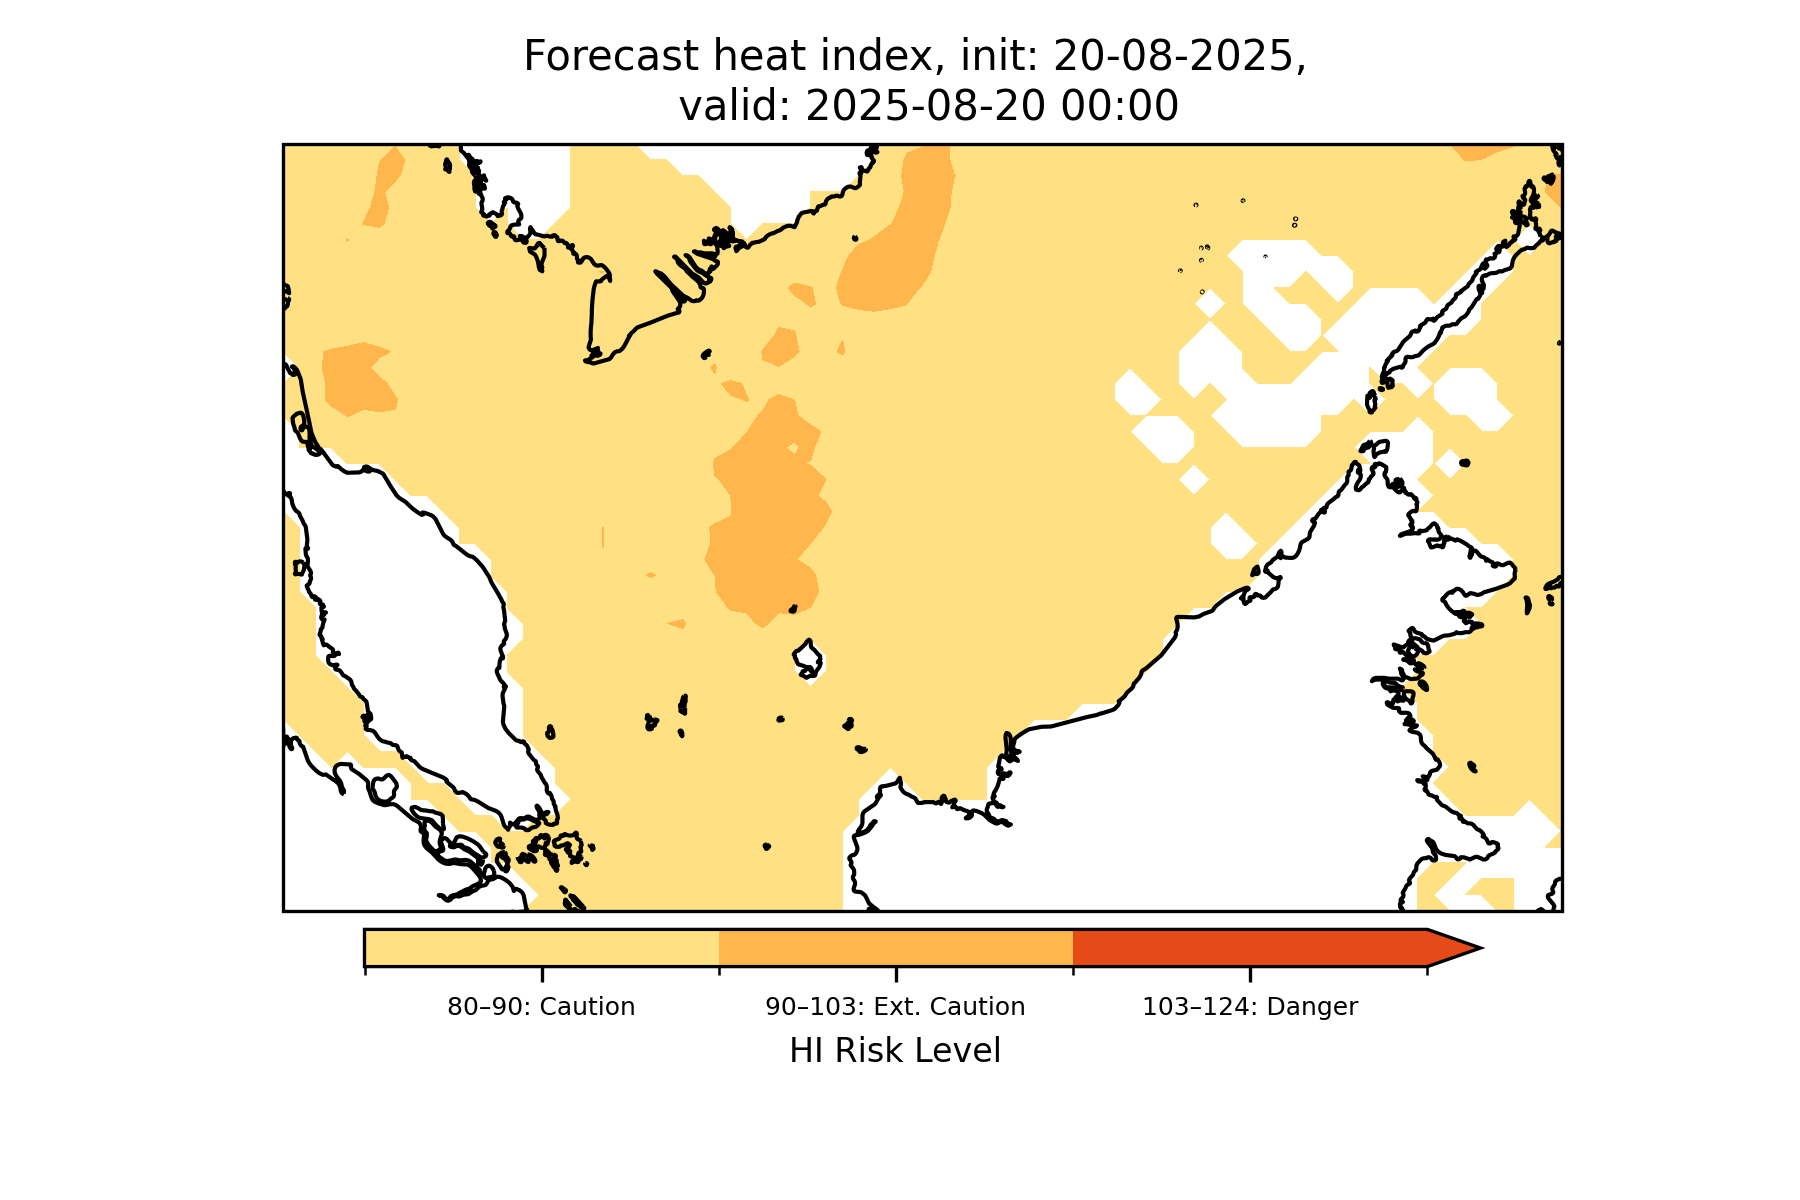 Forecast heat index, init: 20-08-2025,
valid: 2025-08-20 00:00
80–90: Caution
90–103: Ext. Caution
103–124: Danger
HI Risk Level